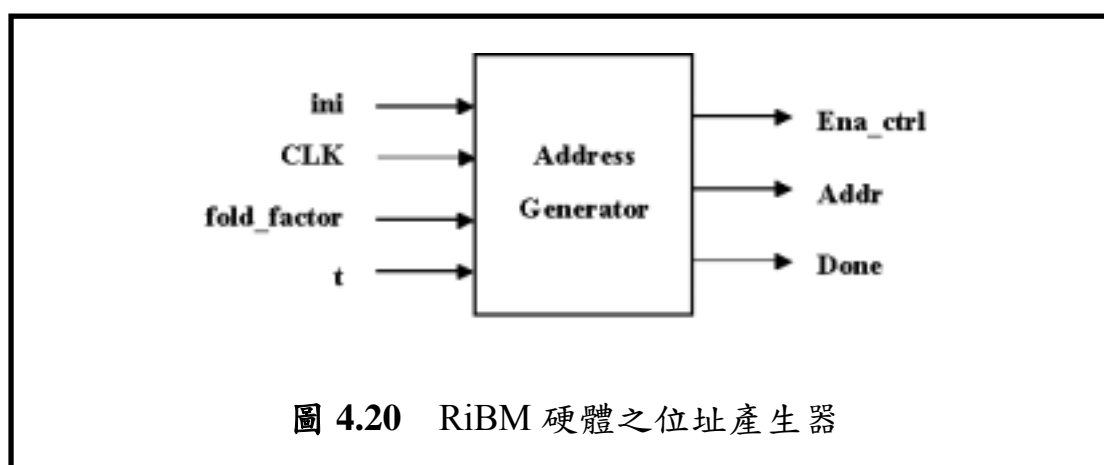 ini
CLK
fold_factor
t
Address
Generator
Ena_ctrl
Addr
Done
圖 4.20 RiBM 硬體之位址產生器